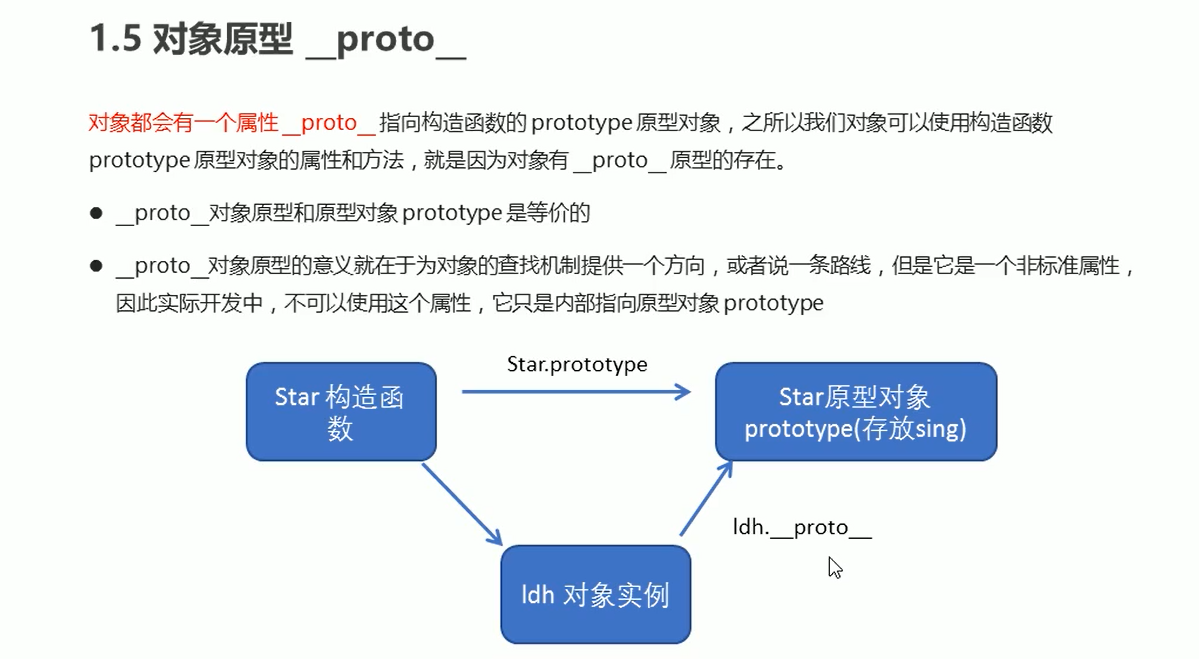 1.5 对象原型 __proto__
对象都会有一个属性 __proto__ 指向构造函数的 prototype 原型对象，之所以我们对象可以使用构造函数
prototype 原型对象的属性和方法，就是因为对象有 __proto__ 原型的存在。
● __proto__对象原型和原型对象 prototype 是等价的
● __proto__对象原型的意义就在于为对象的查找机制提供一个方向，或者说一条路线，但是它是一个非标准属性，
因此实际开发中，不可以使用这个属性，它只是内部指向原型对象 prototype
Star.prototype
Star 构造函
数
Star原型对象
prototype(存放sing)
ldh.__proto__
ldh 对象实例